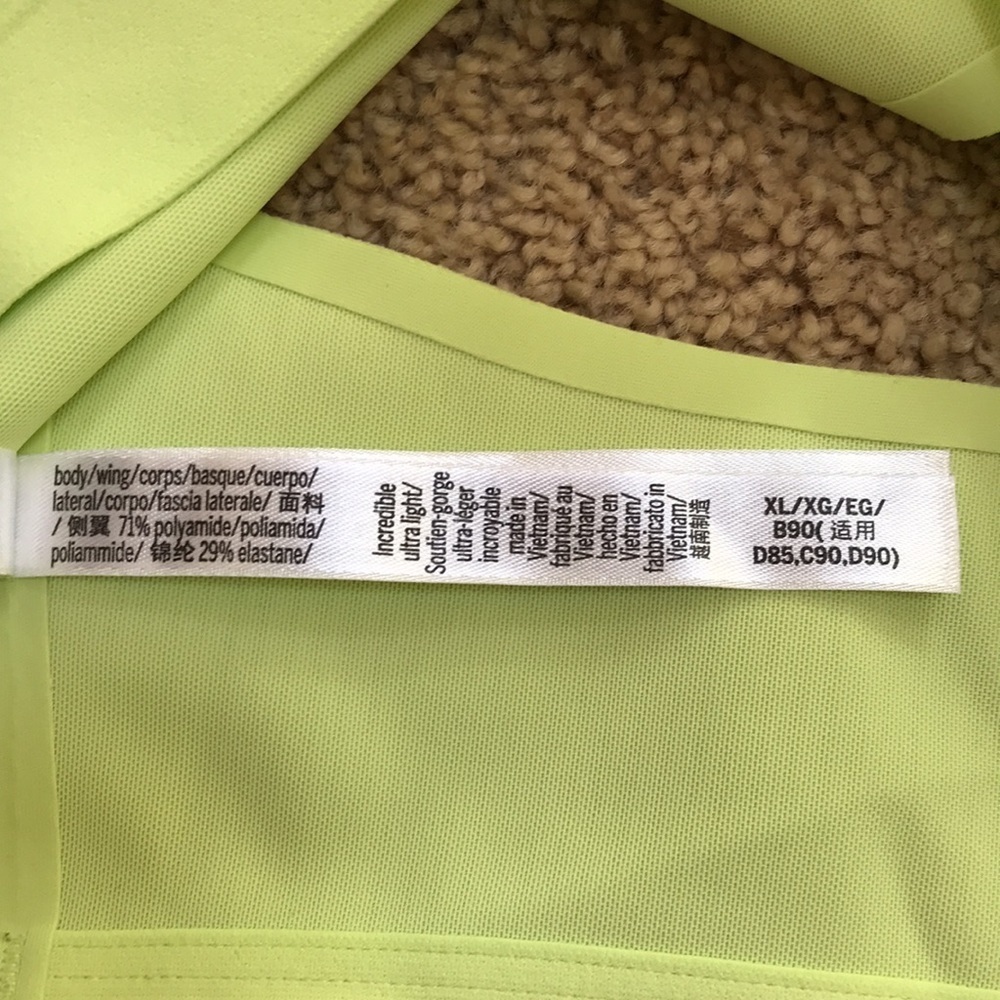 body/wing/corps/basque/cuerpo/
lateral/corpo/fascia laterale/ 面料
/ 侧翼 71% polyamide/poliamida/
poliammide/ 锦纶 29% elastane/
Incredible
ultra light/
Soutien-gorge
ultra-léger
incroyable
made in
Vietnam/
fabriqué au
Vietnam/
hecho en
Vietnam/
fabbricato in
Vietnam/
越南制造
XL/XG/EG/
B90( 适用
D85,C90,D90)